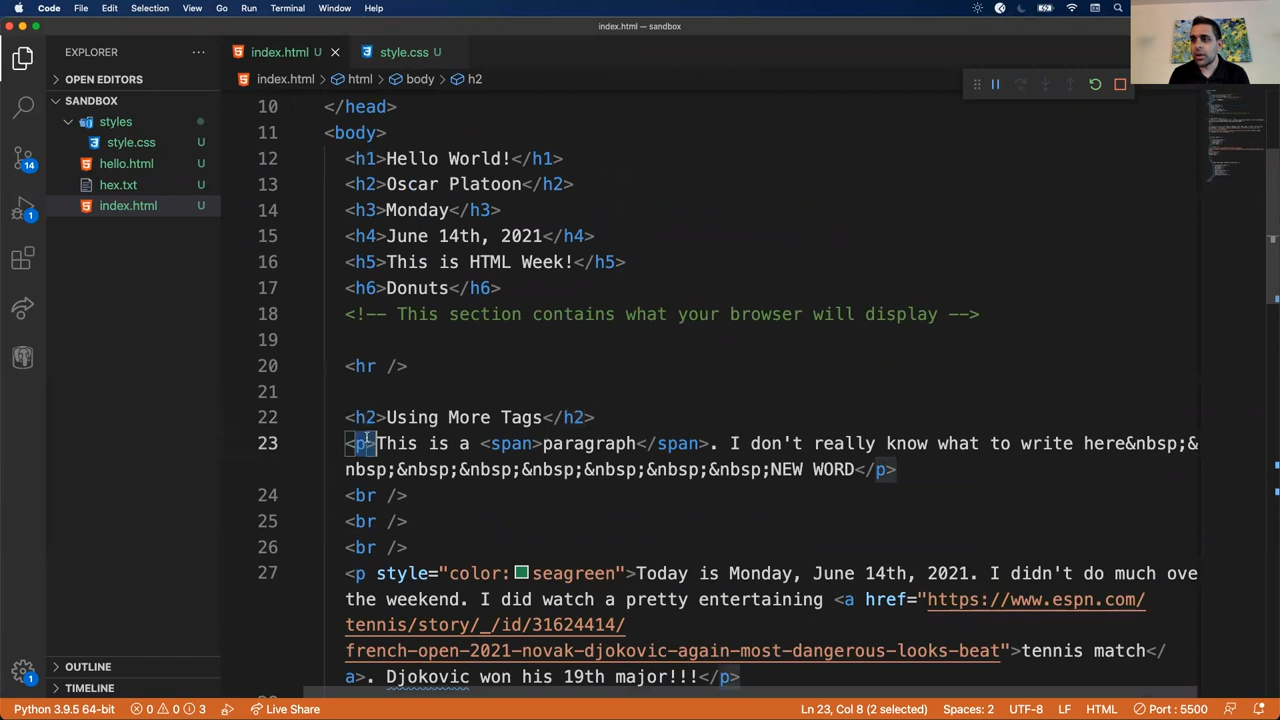 Code File Edit Selection View Go Run Terminal Window Help
index.html — sandbox
EXPLORER
index.html U
style.css U
OPEN EDITORS
index.html > html > body > h2
SANDBOX
styles
style.css U
hello.html U
hex.txt U
index.html U
14
1
10 </head>
11 <body>
12 <h1>Hello World!</h1>
13 <h2>Oscar Platoon</h2>
14 <h3>Monday</h3>
15 <h4>June 14th, 2021</h4>
16 <h5>This is HTML Week!</h5>
17 <h6>Donuts</h6>
18 <!-- This section contains what your browser will display -->
19
20 <hr />
21
22 <h2>Using More Tags</h2>
23 <p>This is a <span>paragraph</span>. I don't really know what to write here&nbsp;&
nbsp;&nbsp;&nbsp;&nbsp;&nbsp;&nbsp;&nbsp;NEW WORD</p>
24 <br />
25 <br />
26 <br />
27 <p style="color:seagreen">Today is Monday, June 14th, 2021. I didn't do much over
the weekend. I did watch a pretty entertaining <a href="https://www.espn.com/
tennis/story/_/id/31624414/
french-open-2021-novak-djokovic-again-most-dangerous-looks-beat">tennis match</
a>. Djokovic won his 19th major!!!</p>
OUTLINE
TIMELINE
1
Python 3.9.5 64-bit 0 0 3 Live Share Ln 23, Col 8 (2 selected) Spaces: 2 UTF-8 LF HTML Port : 5500